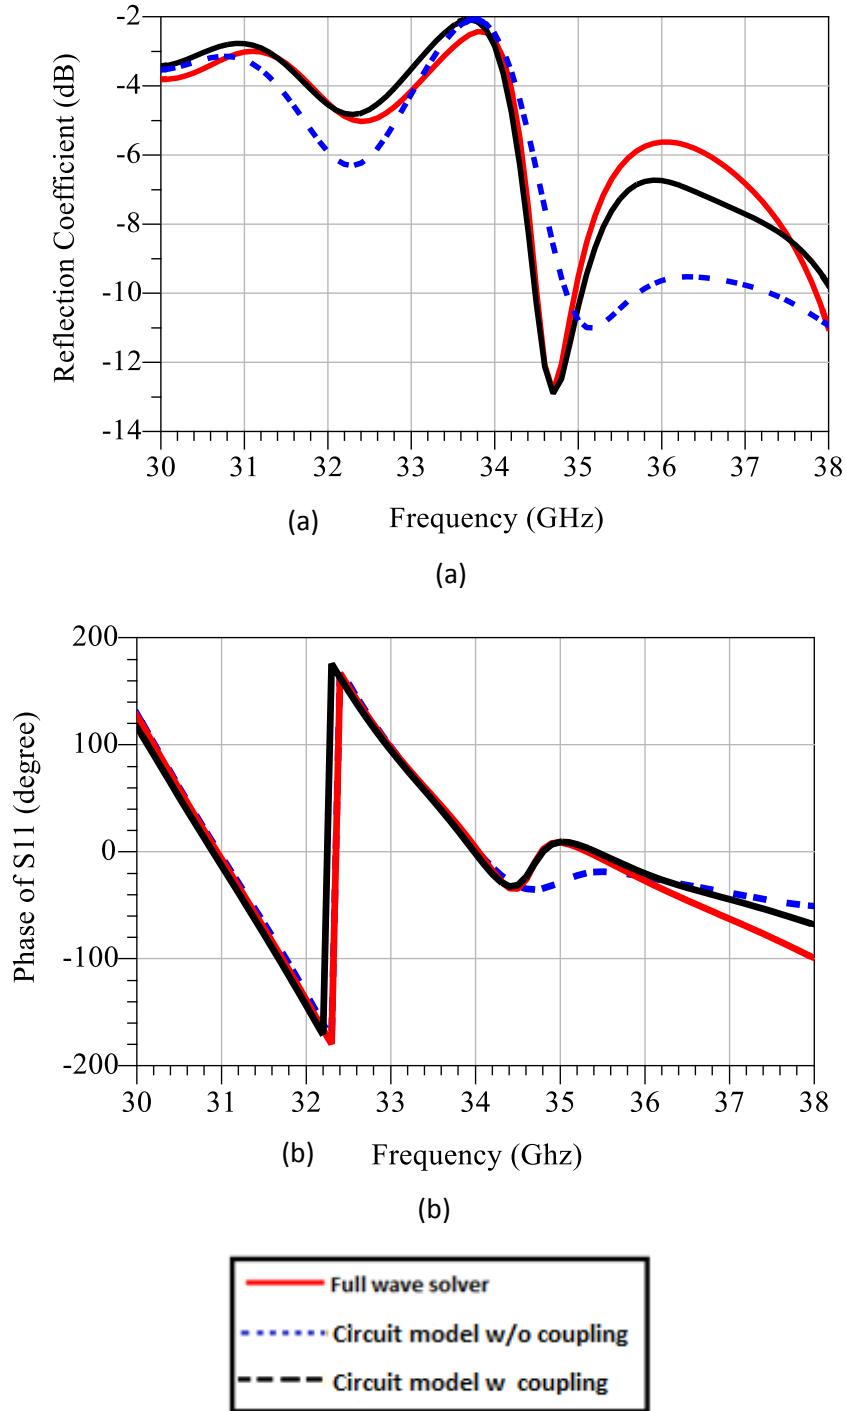 -2
-4
-6
-8
-10
-12
-14
Reflection Coefficient (dB)
30 31 32 33 34 35 36 37 38
(a) Frequency (GHz)
(a)
200
100
0
-100
-200
Phase of S11 (degree)
30 31 32 33 34 35 36 37 38
(b) Frequency (Ghz)
(b)
Full wave solver
Circuit model w/o coupling
Circuit model w coupling